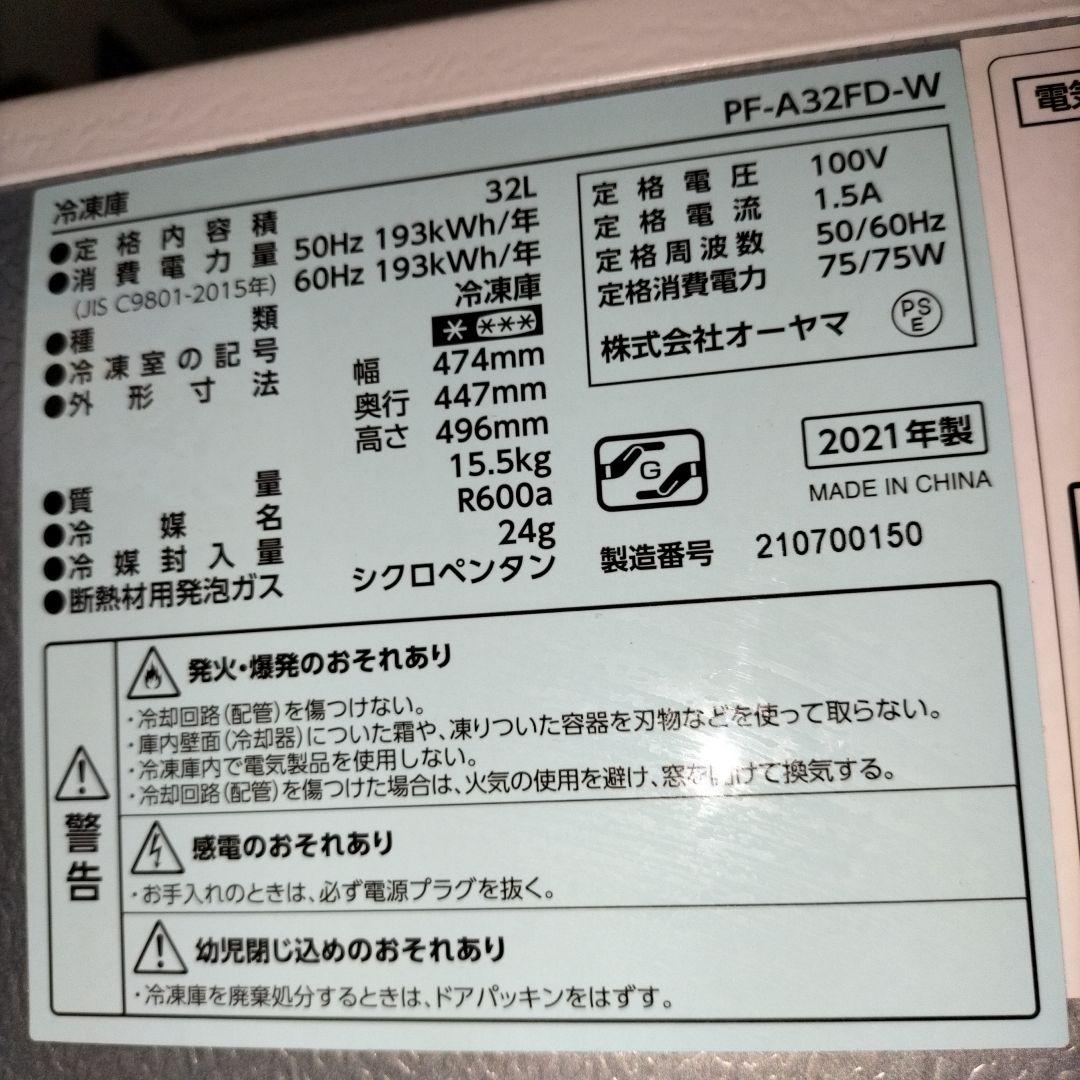 PF-A32FD-W
冷凍庫
●定格内容積 32L
●消費電力量 50Hz 193kWh/年
(JIS C9801-2015年) 60Hz 193kWh/年
●種類 冷凍庫
●冷凍室の記号 * ***
●外形寸法 幅 474mm
奥行 447mm
高さ 496mm
●質量 15.5kg
●冷媒名 R600a
●冷媒封入量 24g
●断熱材用発泡ガス シクロペンタン
定格電圧 100V
定格電流 1.5A
定格周波数 50/60Hz
定格消費電力 75/75W
株式会社オーヤマ
PS
E
G
2021年製
MADE IN CHINA
製造番号 210700150
警告
発火・爆発のおそれあり
・冷却回路(配管)を傷つけない。
・庫内壁面(冷却器)についた霜や、凍りついた容器を刃物などを使って取らない。
・冷凍庫内で電気製品を使用しない。
・冷却回路(配管)を傷つけた場合は、火気の使用を避け、窓を開けて換気する。
感電のおそれあり
・お手入れのときは、必ず電源プラグを抜く。
幼児閉じ込めのおそれあり
・冷凍庫を廃棄処分するときは、ドアパッキンをはずす。
電気